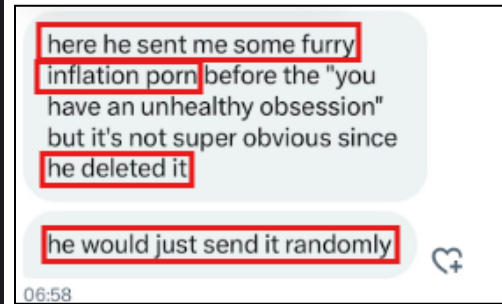 here he sent me some furry
inflation porn before the "you
have an unhealthy obsession"
but it's not super obvious since
he deleted it
he would just send it randomly
06:58